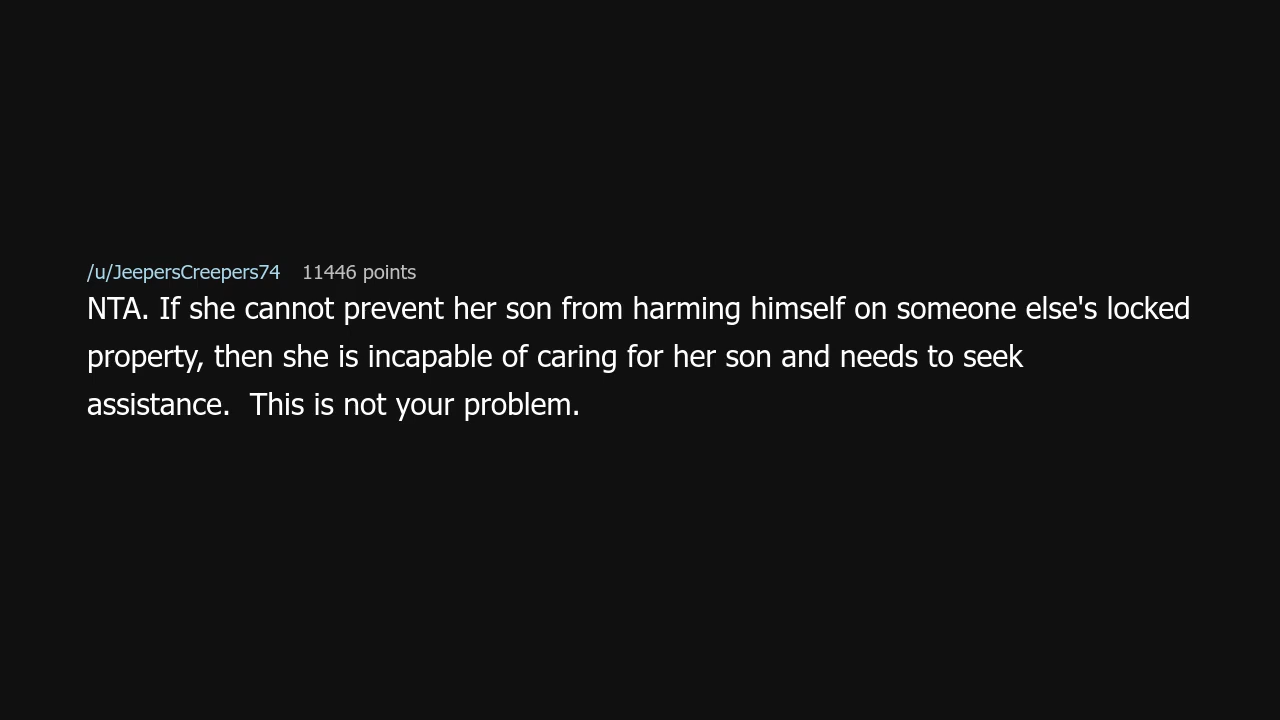 /u/JeepersCreepers74 11446 points
NTA. If she cannot prevent her son from harming himself on someone else's locked
property, then she is incapable of caring for her son and needs to seek
assistance.  This is not your problem.